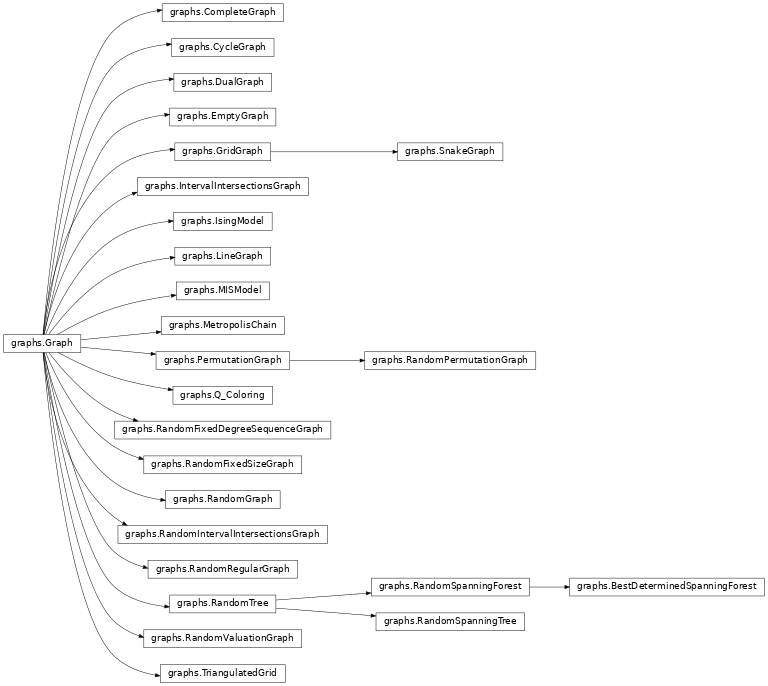 graphs.CompleteGraph
graphs.CycleGraph
graphs.DualGraph
graphs.EmptyGraph
graphs.GridGraph
graphs.SnakeGraph
graphs.IntervalIntersectionsGraph
graphs.IsingModel
graphs.LineGraph
graphs.MISModel
graphs.MetropolisChain
graphs.Graph
graphs.PermutationGraph
graphs.RandomPermutationGraph
graphs.Q_Coloring
graphs.RandomFixedDegreeSequenceGraph
graphs.RandomFixedSizeGraph
graphs.RandomGraph
graphs.RandomIntervalIntersectionsGraph
graphs.RandomRegularGraph
graphs.RandomSpanningForest
graphs.BestDeterminedSpanningForest
graphs.RandomTree
graphs.RandomSpanningTree
graphs.RandomValuationGraph
graphs.TriangulatedGrid